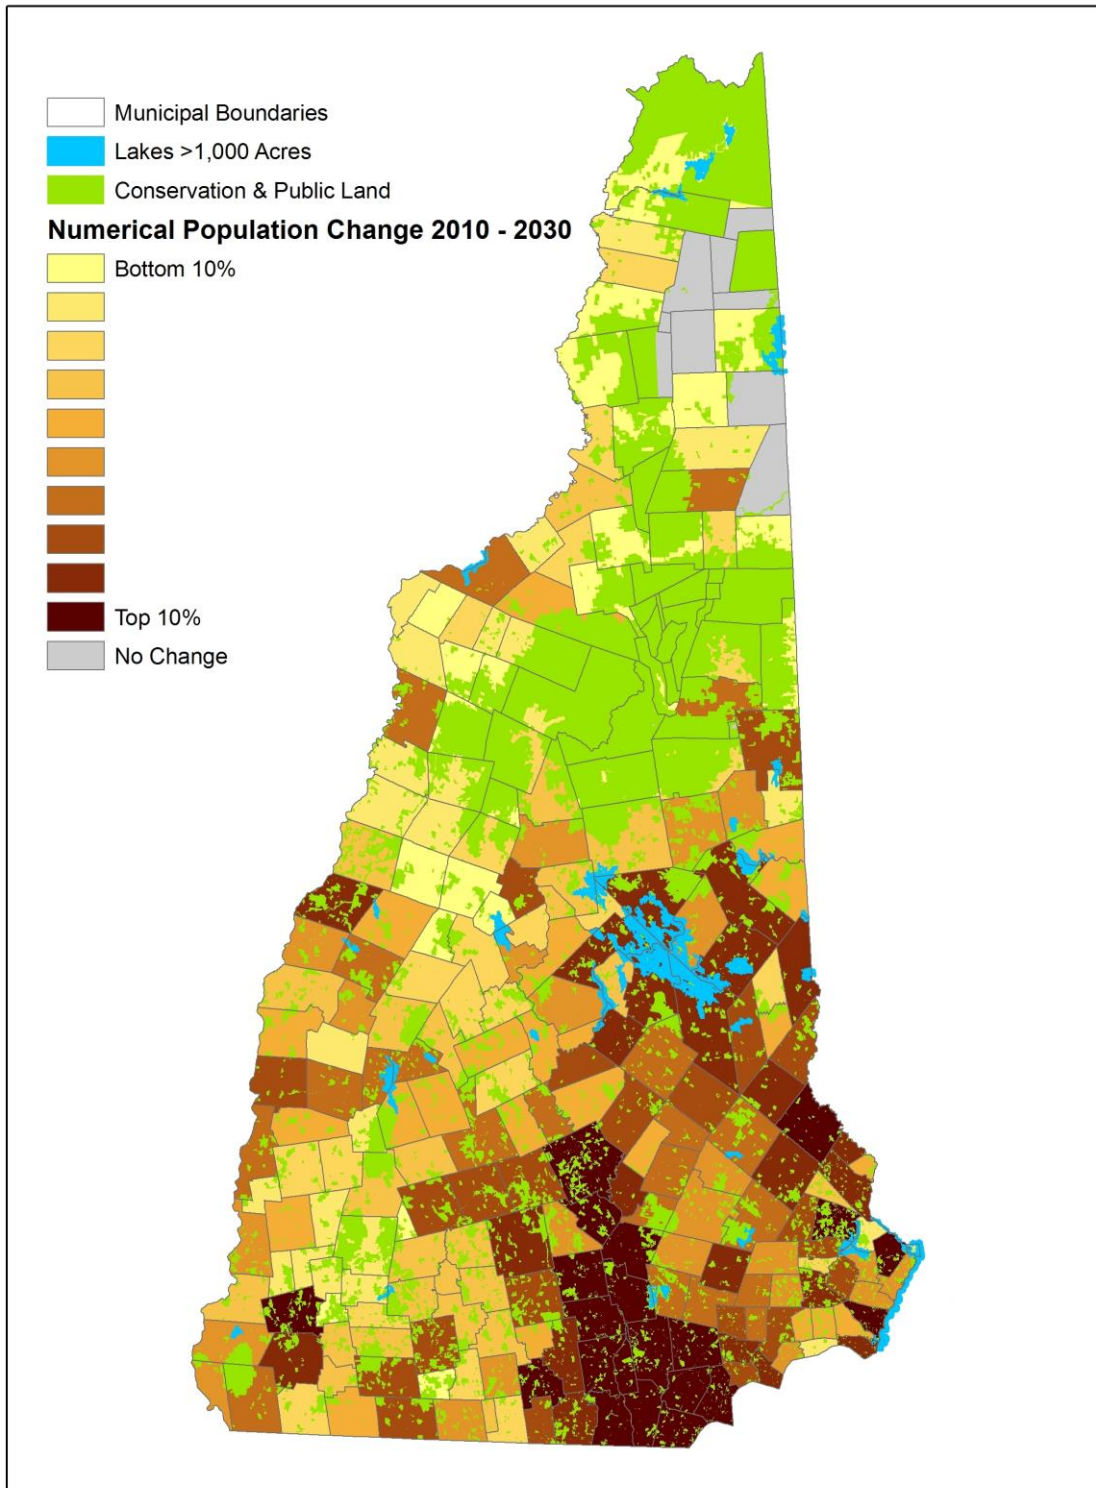 Municipal Boundaries
Lakes >1,000 Acres
Conservation & Public Land
Numerical Population Change 2010 - 2030
Bottom 10%
Top 10%
No Change